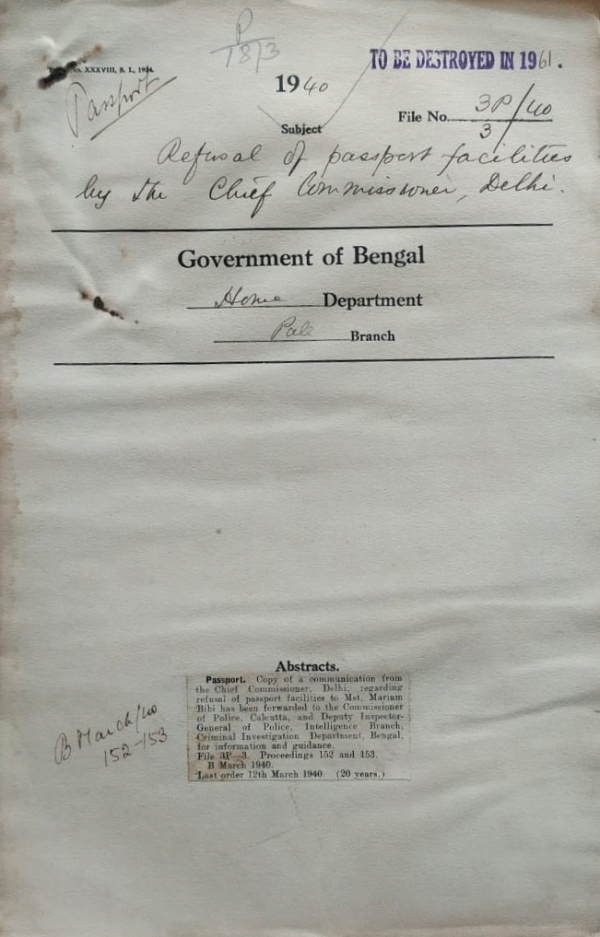 P
18/3
TO BE DESTROYED IN 1961.
No. XXXVIII, S. I., 1934.
Passport
1940
File No. 3P/40
3
Subject
Refusal of passport facilities
by the Chief Commissioner, Delhi.
Government of Bengal
Home Department
Poll Branch
Abstracts.
Passport. Copy of a communication from
the Chief Commissioner, Delhi, regarding
refusal of passport facilities to Mst. Mariam
Bibi has been forwarded to the Commissioner
of Police, Calcutta, and Deputy Inspector-
General of Police, Intelligence Branch,
Criminal Investigation Department, Bengal,
for information and guidance.
File 3P—3. Proceedings 152 and 153.
B March 1940.
Last order 12th March 1940. (20 years.)
B March/40
152-153